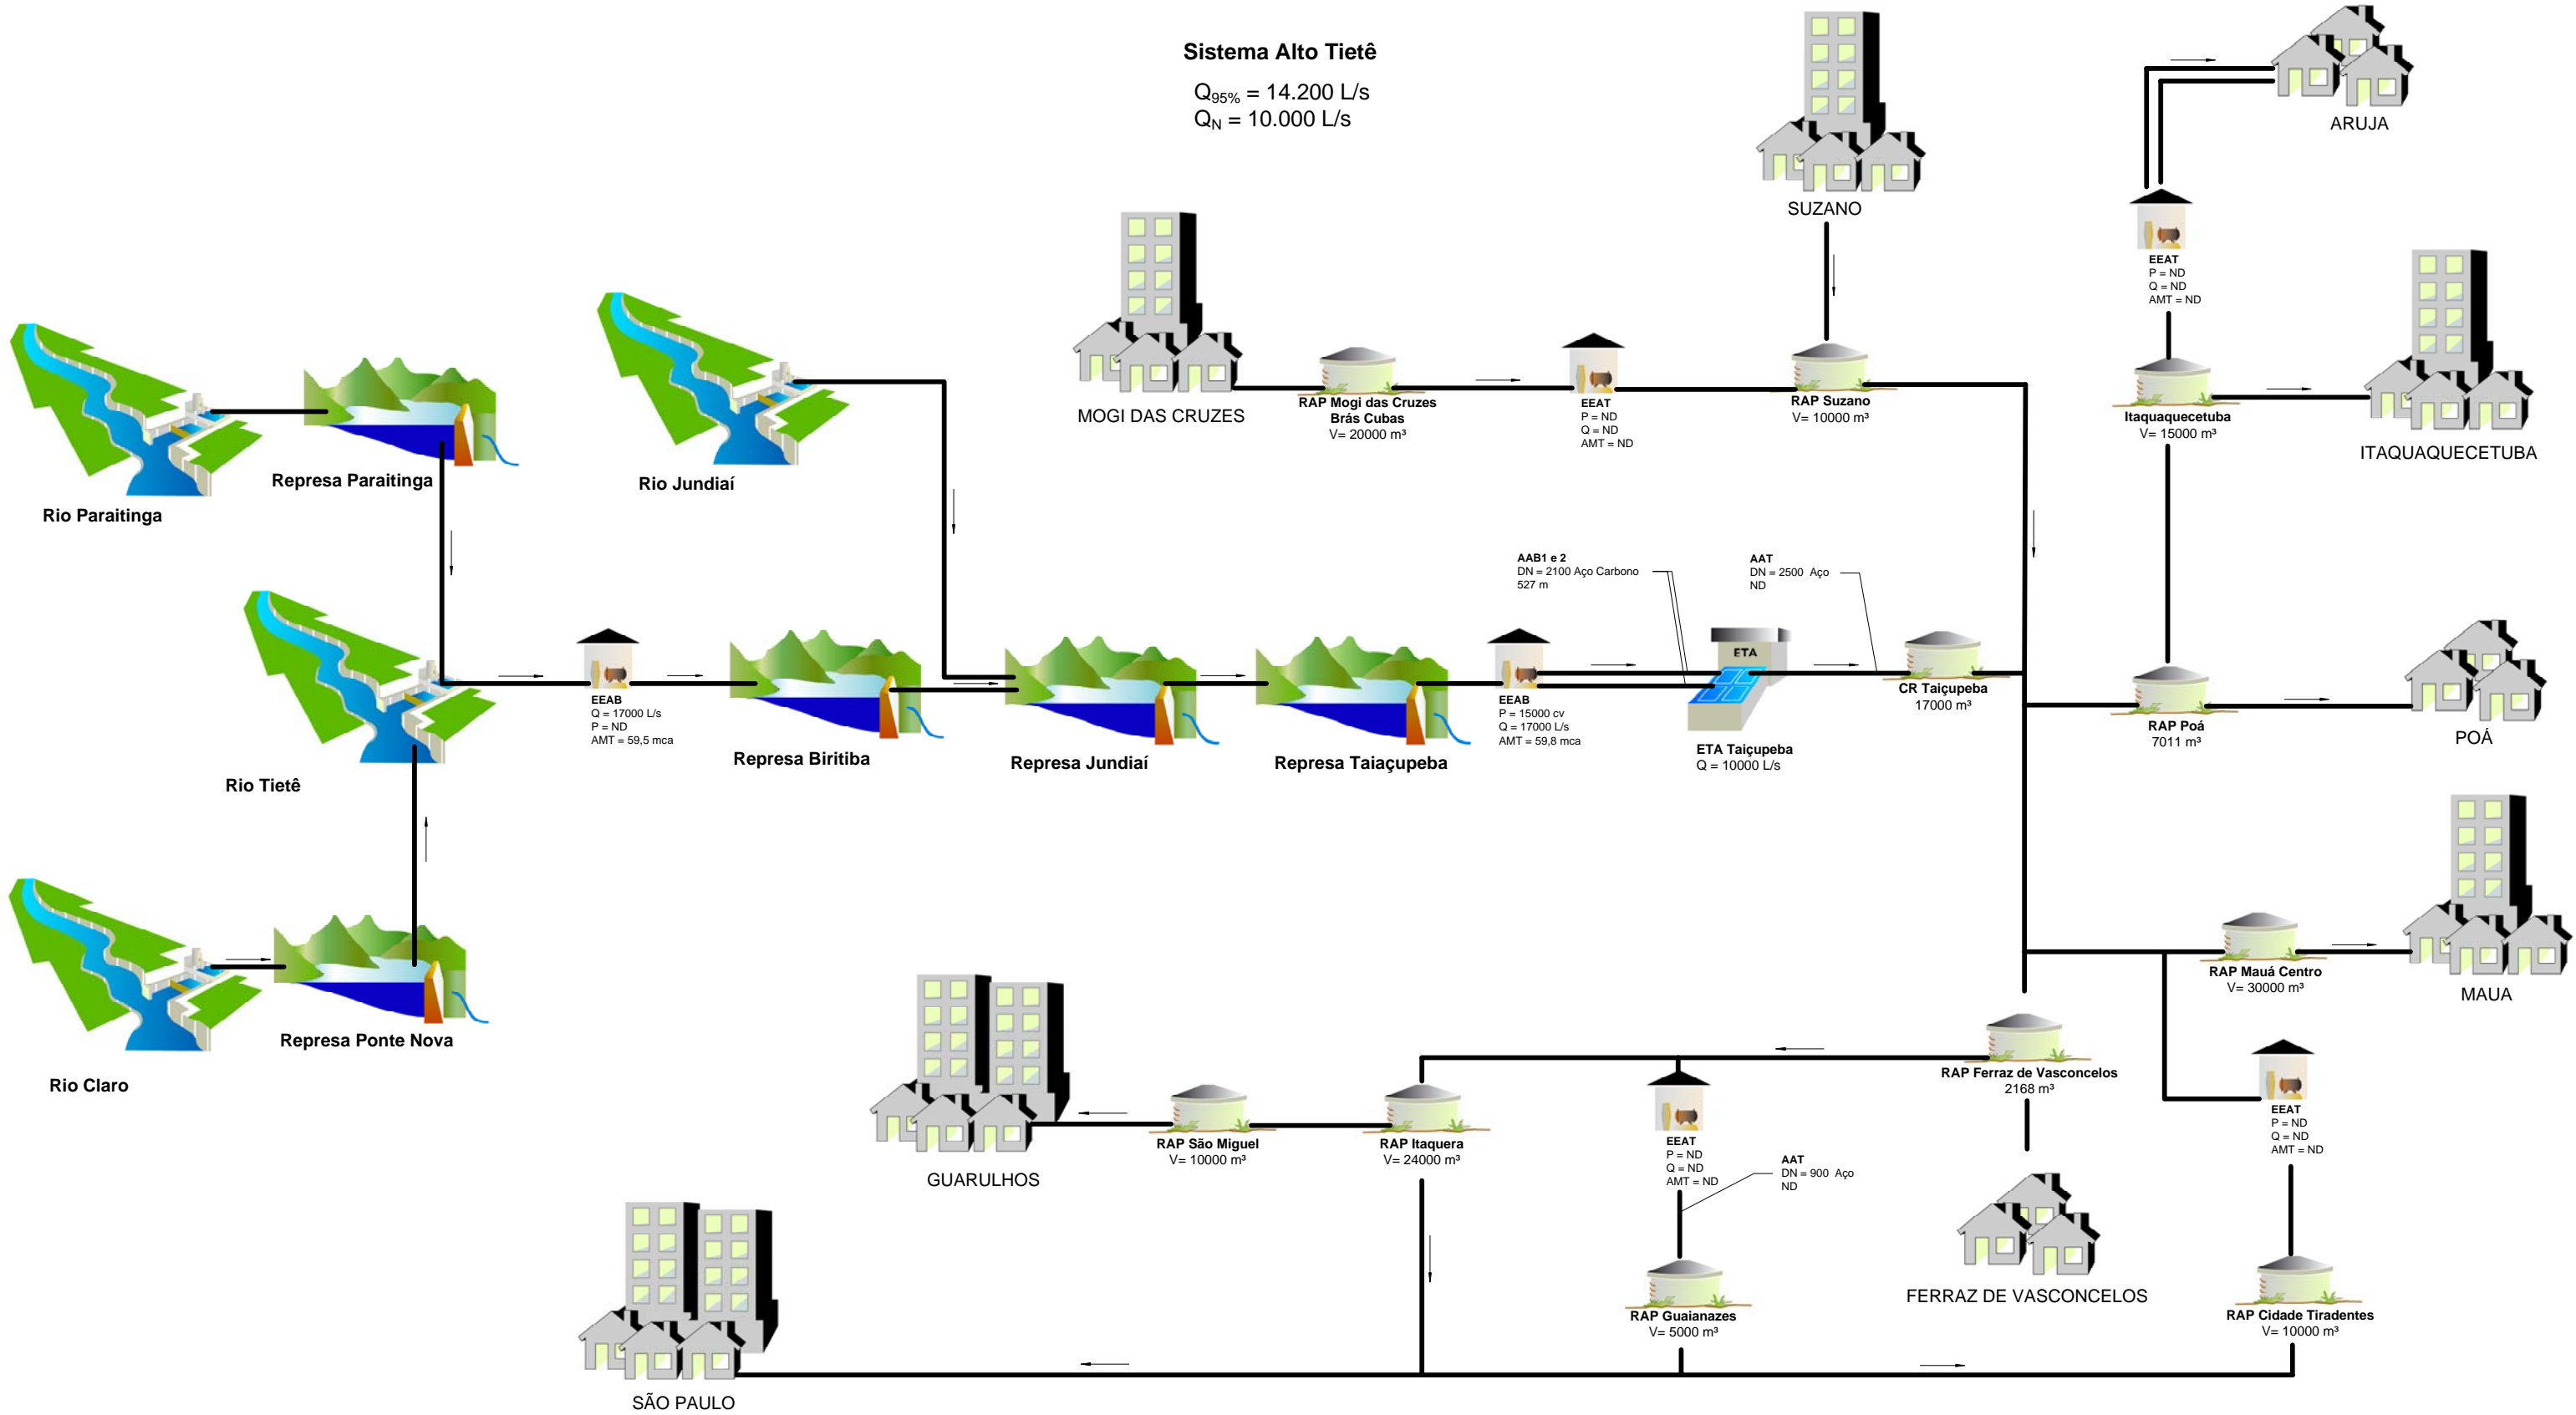 Sistema Alto Tietê
Q95% = 14.200 L/s
QN = 10.000 L/s
SUZANO
ARUJA
EEAT
P = ND
Q = ND
AMT = ND
MOGI DAS CRUZES
RAP Mogi das Cruzes
Brás Cubas
V= 20000 m³
EEAT
P = ND
Q = ND
AMT = ND
RAP Suzano
V= 10000 m³
Itaquaquecetuba
V= 15000 m³
ITAQUAQUECETUBA
Represa Paraitinga
Rio Paraitinga
Rio Jundiaí
AAB1 e 2
DN = 2100 Aço Carbono
527 m
AAT
DN = 2500 Aço
ND
ETA
Rio Tietê
EEAB
Q = 17000 L/s
P = ND
AMT = 59,5 mca
Represa Biritiba
Represa Jundiaí
Represa Taiaçupeba
EEAB
P = 15000 cv
Q = 17000 L/s
AMT = 59,8 mca
ETA Taiçupeba
Q = 10000 L/s
CR Taiçupeba
17000 m³
RAP Poá
7011 m³
POÁ
Rio Claro
Represa Ponte Nova
RAP Mauá Centro
V= 30000 m³
MAUA
GUARULHOS
RAP São Miguel
V= 10000 m³
RAP Itaquera
V= 24000 m³
EEAT
P = ND
Q = ND
AMT = ND
AAT
DN = 900 Aço
ND
RAP Ferraz de Vasconcelos
2168 m³
EEAT
P = ND
Q = ND
AMT = ND
FERRAZ DE VASCONCELOS
RAP Guaianazes
V= 5000 m³
RAP Cidade Tiradentes
V= 10000 m³
SÃO PAULO